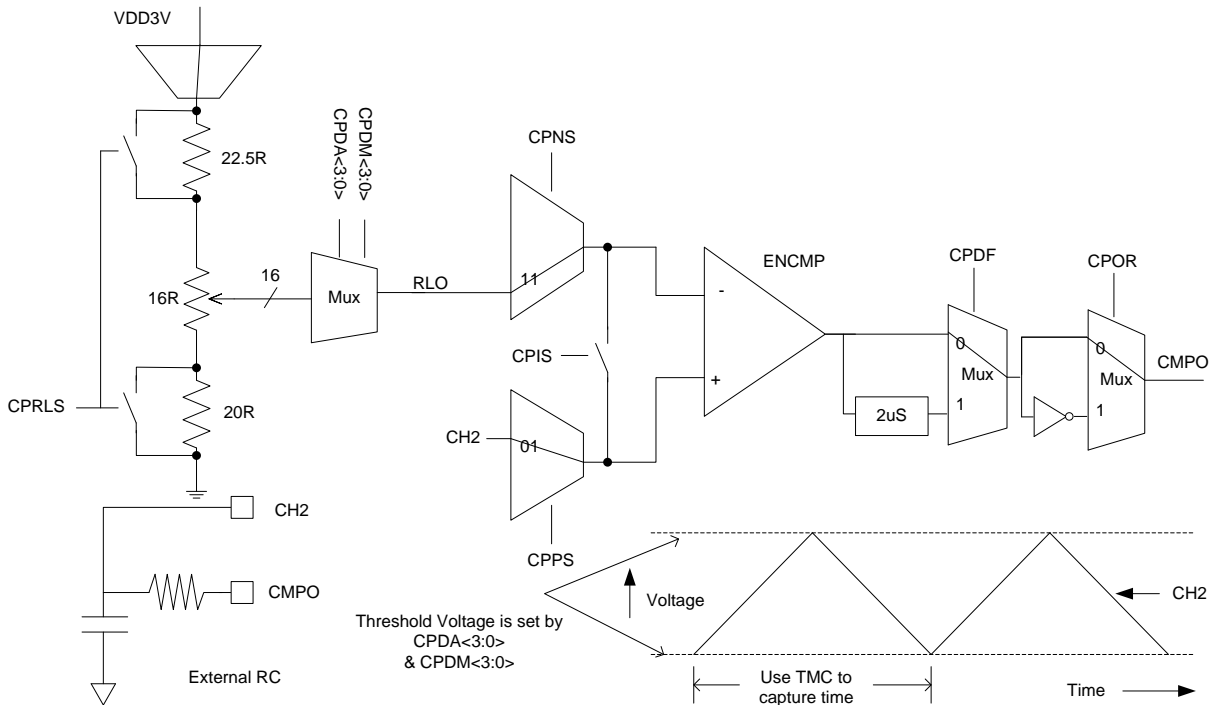 VDD3V
22.5R
CPDA<3:0>
CPDM<3:0>
CPNS
16R
16
Mux
RLO
11
ENCMP
-
+
CPDF
0
Mux
1
2uS
CPOR
0
Mux
1
CMPO
CPIS
CPRLS
20R
CH2
01
CPPS
CH2
CMPO
External RC
Threshold Voltage is set by
CPDA<3:0>
& CPDM<3:0>
Voltage
CH2
Use TMC to
capture time
Time